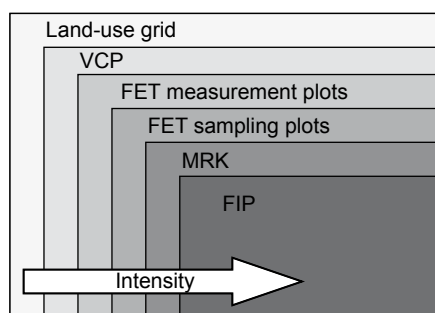 Land-use grid
VCP
FET measurement plots
FET sampling plots
MRK
FIP
Intensity